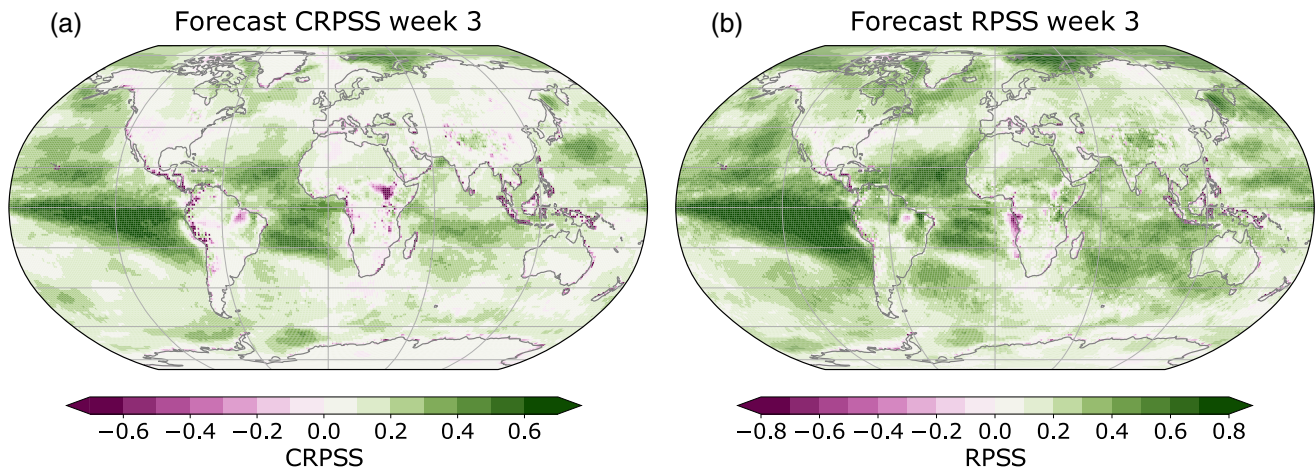 (a) Forecast CRPSS week 3
(b) Forecast RPSS week 3
−0.6 −0.4 −0.2 0.0 0.2 0.4 0.6
CRPSS
−0.8 −0.6 −0.4 −0.2 0.0 0.2 0.4 0.6 0.8
RPSS